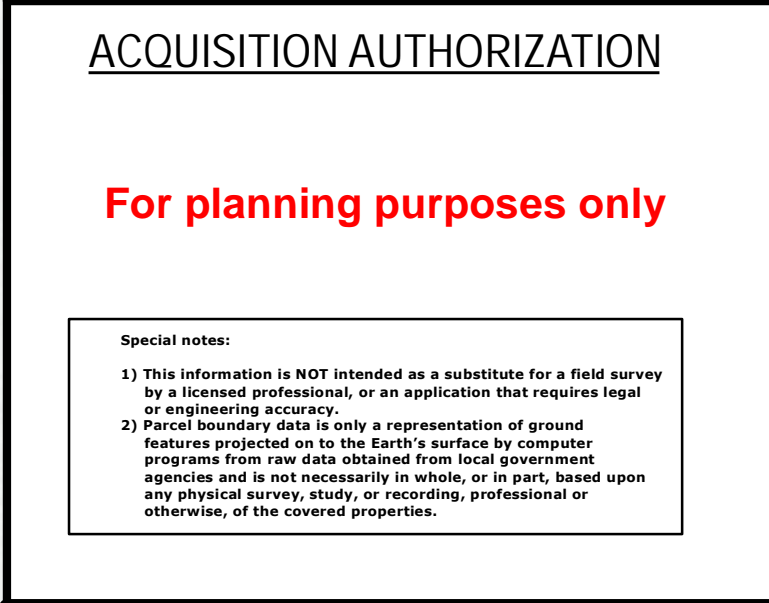 ACQUISITION AUTHORIZATION
For planning purposes only
Special notes:
1) This information is NOT intended as a substitute for a field survey
by a licensed professional, or an application that requires legal
or engineering accuracy.
2) Parcel boundary data is only a representation of ground
features projected on to the Earth’s surface by computer
programs from raw data obtained from local government
agencies and is not necessarily in whole, or in part, based upon
any physical survey, study, or recording, professional or
otherwise, of the covered properties.